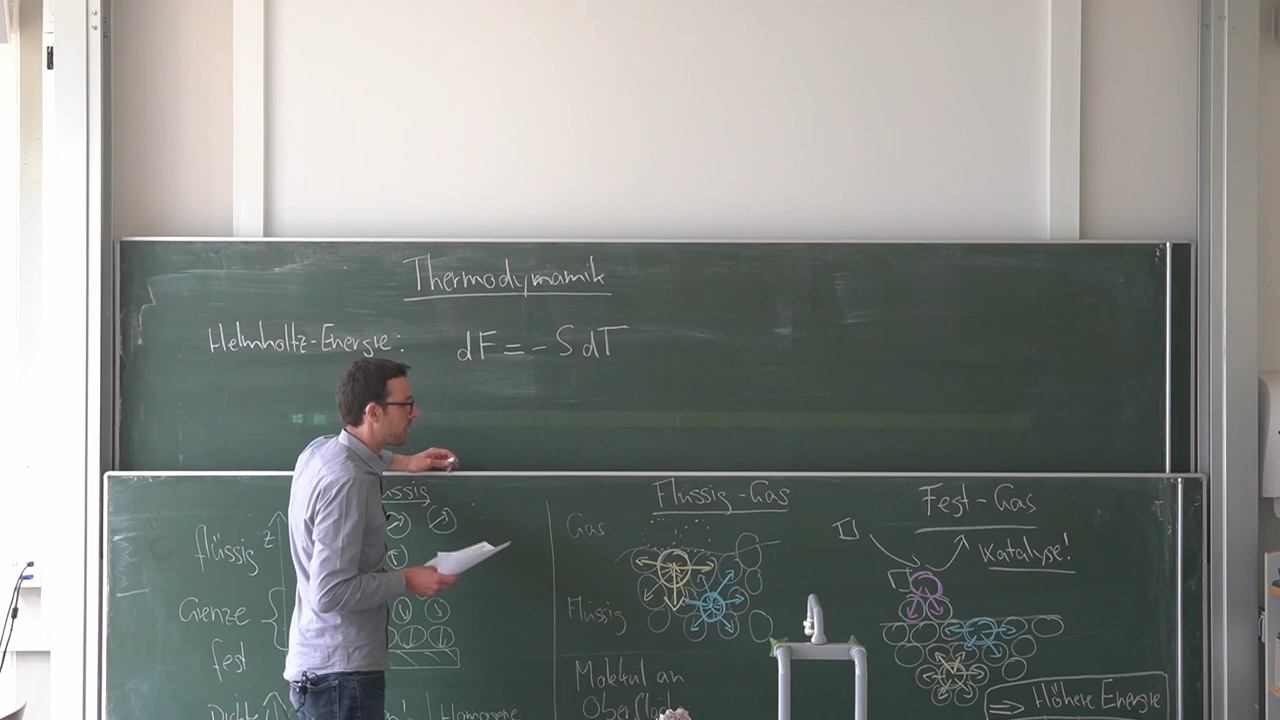 Thermodynamik
Helmholtz-Energie: dF = - S dT
Flüssig-Gas
Fest-Gas
flüssig z
Gas
Katalyse!
Grenze
Flüssig
fest
Molekül an
⇒ Höhere Energie
Dichte
Homogene